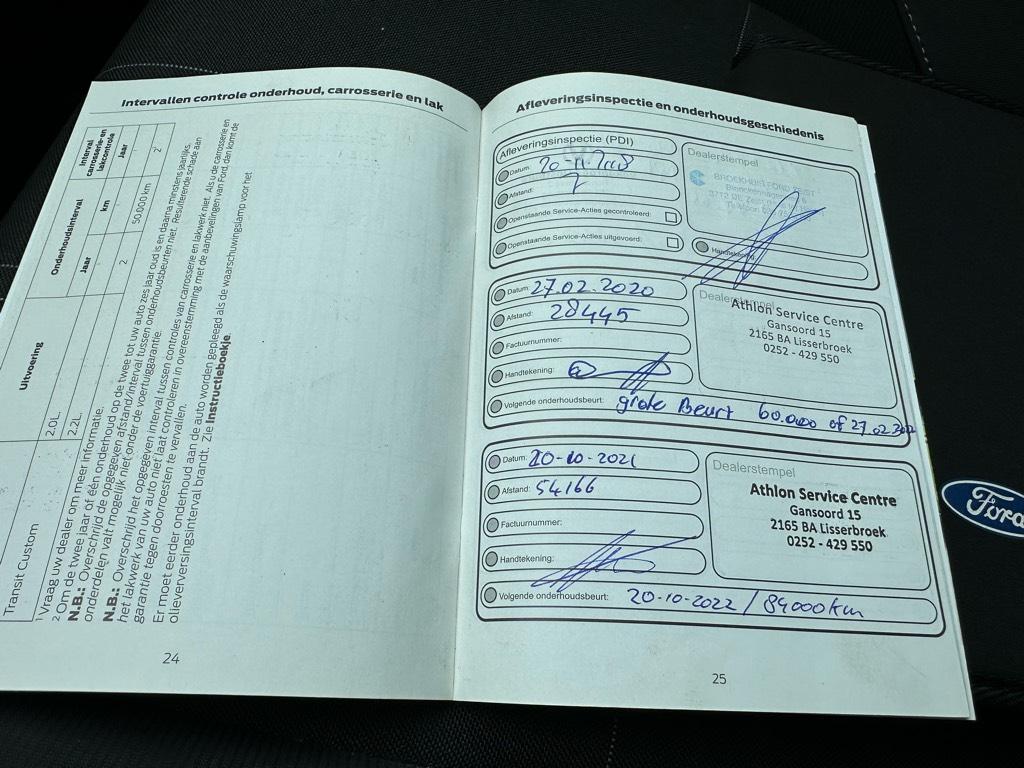 Intervallen controle onderhoud, carrosserie en lak
Uitvoering
Onderhoudsinterval
Interval carrosserie- en lakcontrole
Jaar
km
Jaar
Transit Custom
2.0L
2.2L
2
50.000 km
2
1 Vraag uw dealer om meer informatie.
2 Om de twee jaar of één onderhoud op de twee tot uw auto zes jaar oud is en daarna minstens jaarlijks.
N.B.: Overschrijd de opgegeven afstand/interval tussen onderhoudsbeurten niet. Resulterende schade aan
onderdelen valt mogelijk niet onder de voertuiggarantie.
N.B.: Overschrijd het opgegeven interval tussen controles van carrosserie en lakwerk niet. Als u de carrosserie en
het lakwerk van uw auto niet laat controleren in overeenstemming met de aanbevelingen van Ford, dan komt de
garantie tegen doorroesten te vervallen.
Er moet eerder onderhoud aan de auto worden gepleegd als de waarschuwingslamp voor het
olieverversingsinterval brandt. Zie Instructieboekje.
24
Afleveringsinspectie en onderhoudsgeschiedenis
Afleveringsinspectie (PDI)
Dealerstempel
Datum: 20-11-2018
Afstand: 7
Openstaande Service-Acties gecontroleerd:
Openstaande Service-Acties uitgevoerd:
Handtekening:
Datum: 27.02.2020
Afstand: 28445
Factuurnummer:
Handtekening:
Volgende onderhoudsbeurt: grote Beurt 60.000 of 27.02.
Dealerstempel
Athlon Service Centre
Gansoord 15
2165 BA Lisserbroek
0252 - 429 550
Datum: 20-10-2021
Afstand: 54166
Factuurnummer:
Handtekening:
Volgende onderhoudsbeurt: 20-10-2022 / 84000 km
Dealerstempel
Athlon Service Centre
Gansoord 15
2165 BA Lisserbroek
0252 - 429 550
25
Ford